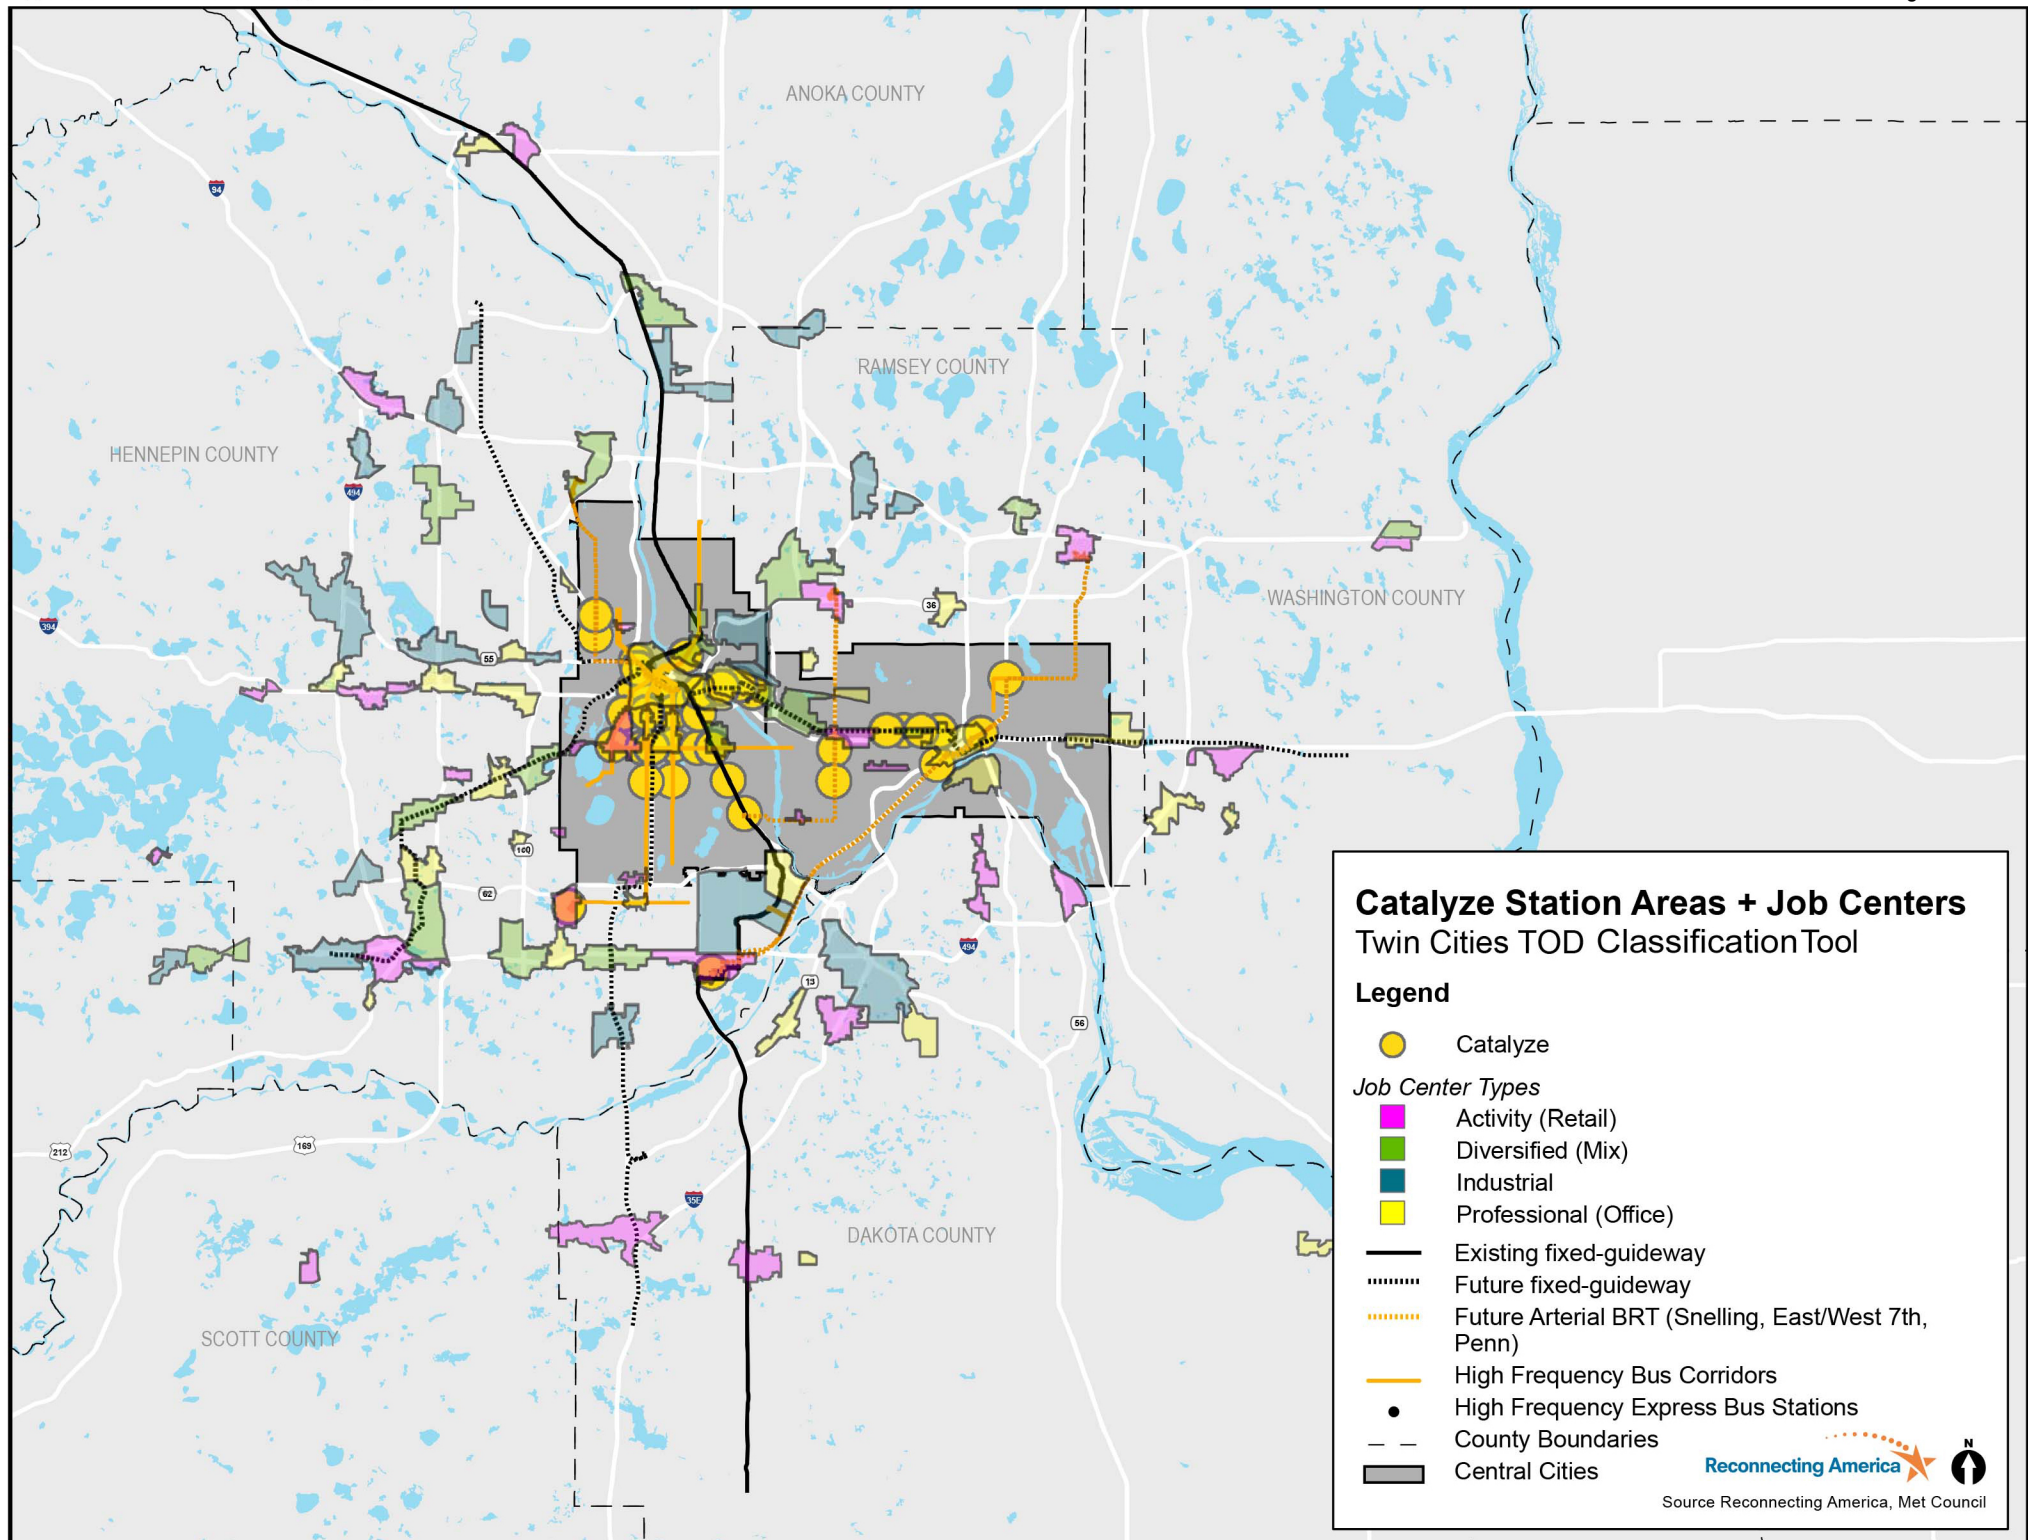 ANOKA COUNTY
94
RAMSEY COUNTY
HENNEPIN COUNTY
494
36
WASHINGTON COUNTY
394
55
100
62
494
13
56
212
169
35E
DAKOTA COUNTY
SCOTT COUNTY
Catalyze Station Areas + Job Centers
Twin Cities TOD Classification Tool
Legend
Catalyze
Job Center Types
Activity (Retail)
Diversified (Mix)
Industrial
Professional (Office)
Existing fixed-guideway
Future fixed-guideway
Future Arterial BRT (Snelling, East/West 7th,
Penn)
High Frequency Bus Corridors
High Frequency Express Bus Stations
County Boundaries
Central Cities
Reconnecting America
N
Source Reconnecting America, Met Council